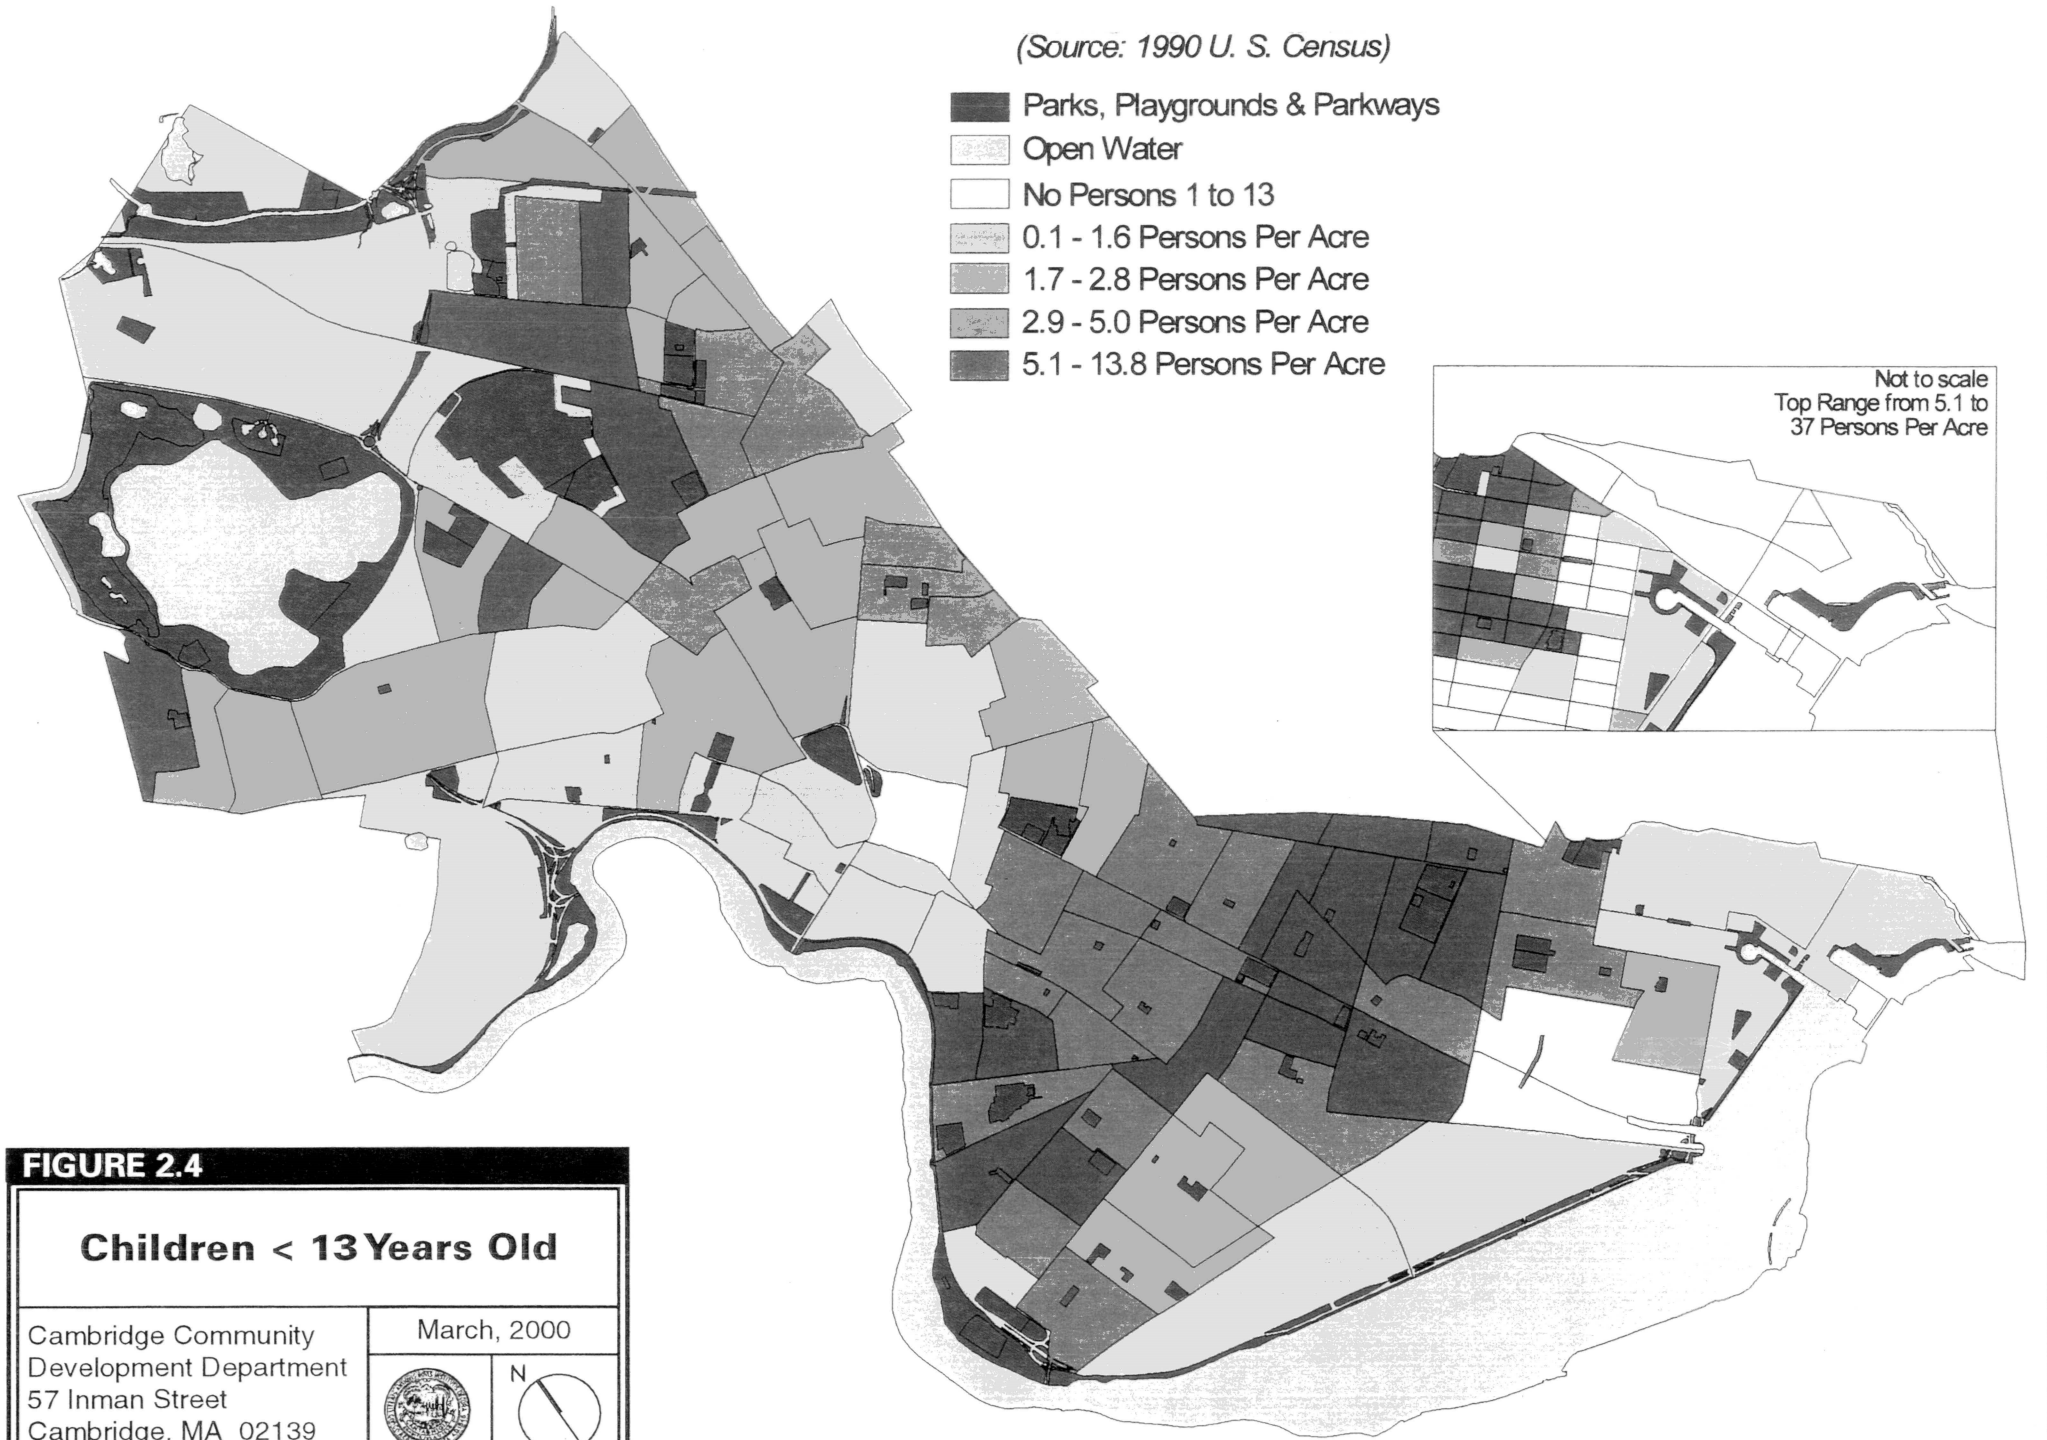 (Source: 1990 U. S. Census)
Parks, Playgrounds & Parkways
Open Water
No Persons 1 to 13
0.1 - 1.6 Persons Per Acre
1.7 - 2.8 Persons Per Acre
2.9 - 5.0 Persons Per Acre
5.1 - 13.8 Persons Per Acre
Not to scale
Top Range from 5.1 to
37 Persons Per Acre
FIGURE 2.4
Children < 13 Years Old
Cambridge Community
Development Department
57 Inman Street
Cambridge, MA 02139
March, 2000
N